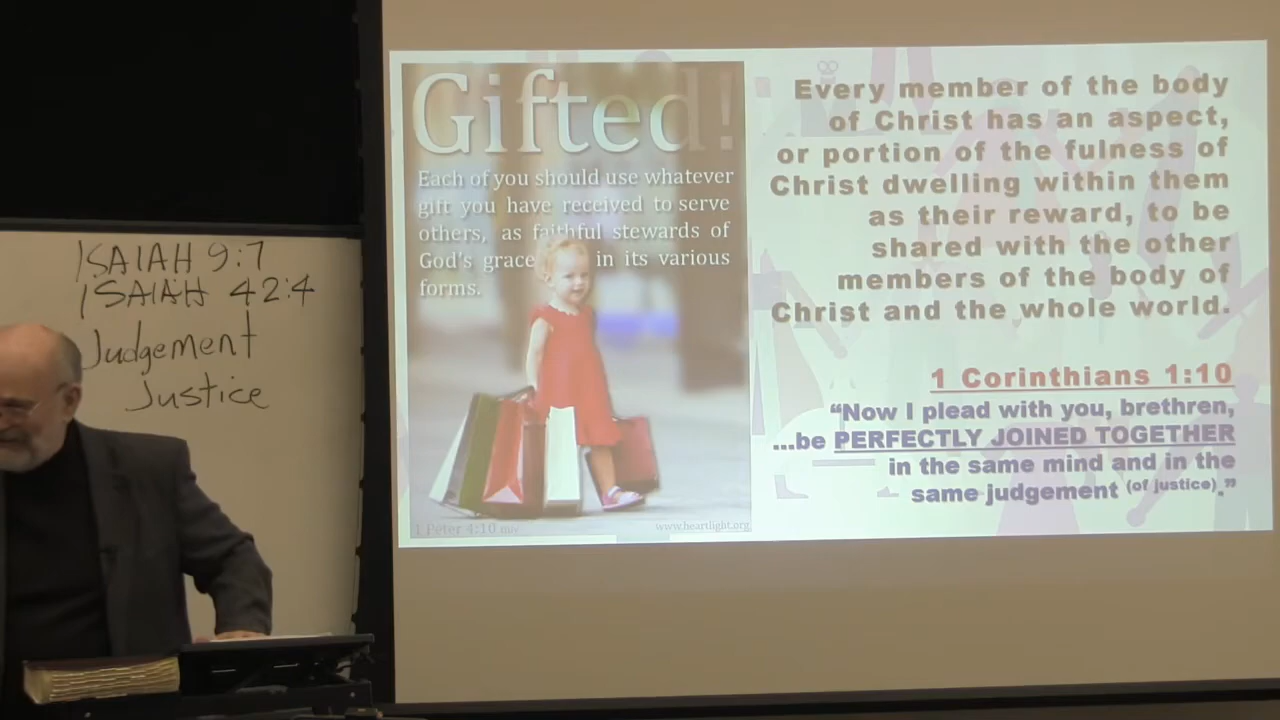 ISAIAH 9:7
ISAIAH 42:4
Judgement
Justice
Gifted!
Each of you should use whatever
gift you have received to serve
others, as faithful stewards of
God's grace in its various
forms.
1 Peter 4:10
www.heartlight.org
Every member of the body
of Christ has an aspect,
or portion of the fulness of
Christ dwelling within them
as their reward, to be
shared with the other
members of the body of
Christ and the whole world.
1 Corinthians 1:10
“Now I plead with you, brethren,
...be PERFECTLY JOINED TOGETHER
in the same mind and in the
same judgement (of justice).”